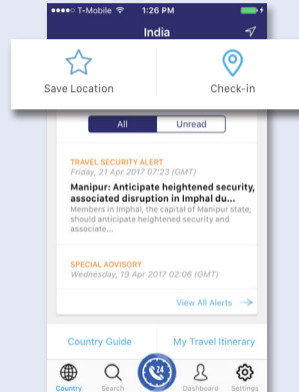 T-Mobile 1:26 PM
India
Save Location Check-in
All Unread
TRAVEL SECURITY ALERT
Friday, 21 Apr 2017 07:23 (GMT)
Manipur: Anticipate heightened security,
associated disruption in Imphal du...
Members in Imphal, the capital of Manipur state,
should anticipate heightened security and
associate...
SPECIAL ADVISORY
Wednesday, 19 Apr 2017 02:06 (GMT)
View All Alerts
Country Guide My Travel Itinerary
24
Country Search Dashboard Settings